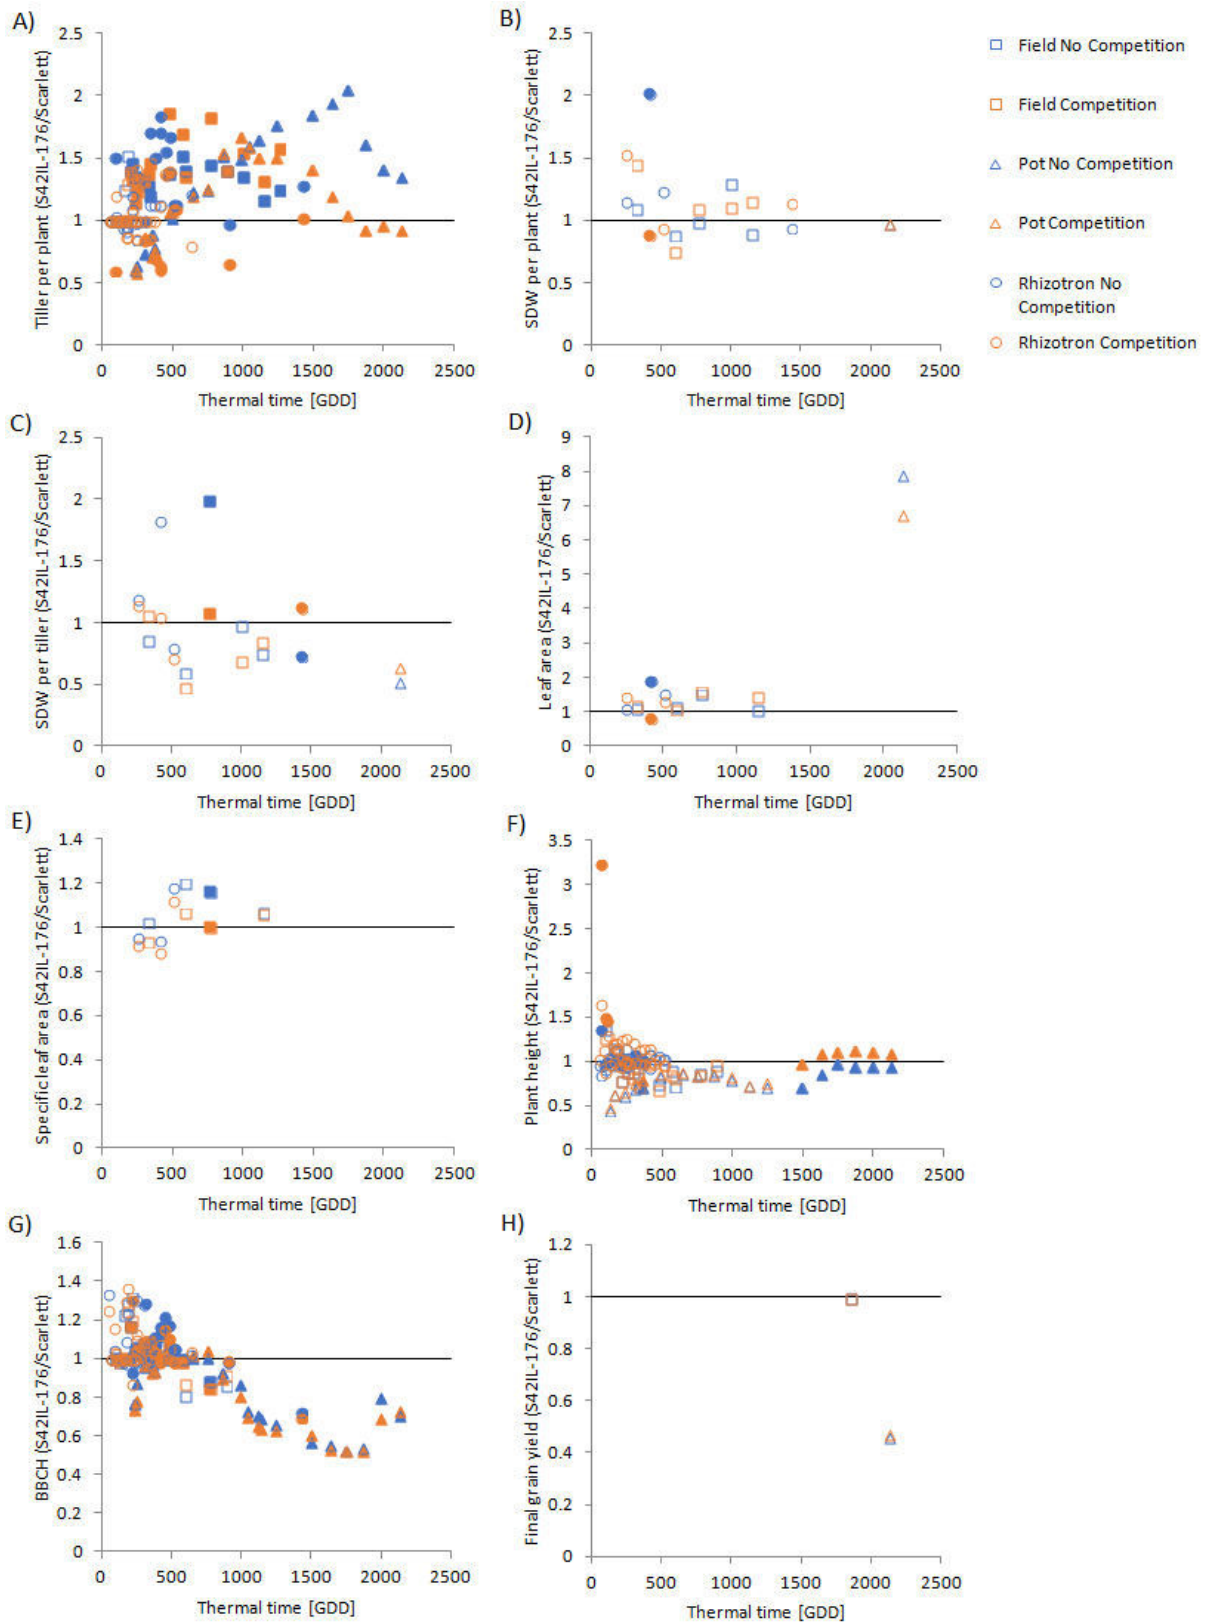 A)
Tiller per plant (S42IL-176/Scarlett)
2.5
2
1.5
1
0.5
0
0 500 1000 1500 2000 2500
Thermal time [GDD]
B)
SDW per plant (S42IL-176/Scarlett)
2.5
2
1.5
1
0.5
0
0 500 1000 1500 2000 2500
Thermal time [GDD]
Field No Competition
Field Competition
Pot No Competition
Pot Competition
Rhizotron No
Competition
Rhizotron Competition
C)
SDW per tiller (S42IL-176/Scarlett)
2.5
2
1.5
1
0.5
0
0 500 1000 1500 2000 2500
Thermal time [GDD]
D)
Leaf area (S42IL-176/Scarlett)
9
8
7
6
5
4
3
2
1
0
0 500 1000 1500 2000 2500
Thermal time [GDD]
E)
Specific leaf area (S42IL-176/Scarlett)
1.4
1.2
1
0.8
0.6
0.4
0.2
0
0 500 1000 1500 2000 2500
Thermal time [GDD]
F)
Plant height (S42IL-176/Scarlett)
3.5
3
2.5
2
1.5
1
0.5
0
0 500 1000 1500 2000 2500
Thermal time [GDD]
G)
BBCH (S42IL-176/Scarlett)
1.6
1.4
1.2
1
0.8
0.6
0.4
0.2
0
0 500 1000 1500 2000 2500
Thermal time [GDD]
H)
Final grain yield (S42IL-176/Scarlett)
1.2
1
0.8
0.6
0.4
0.2
0
0 500 1000 1500 2000 2500
Thermal time [GDD]